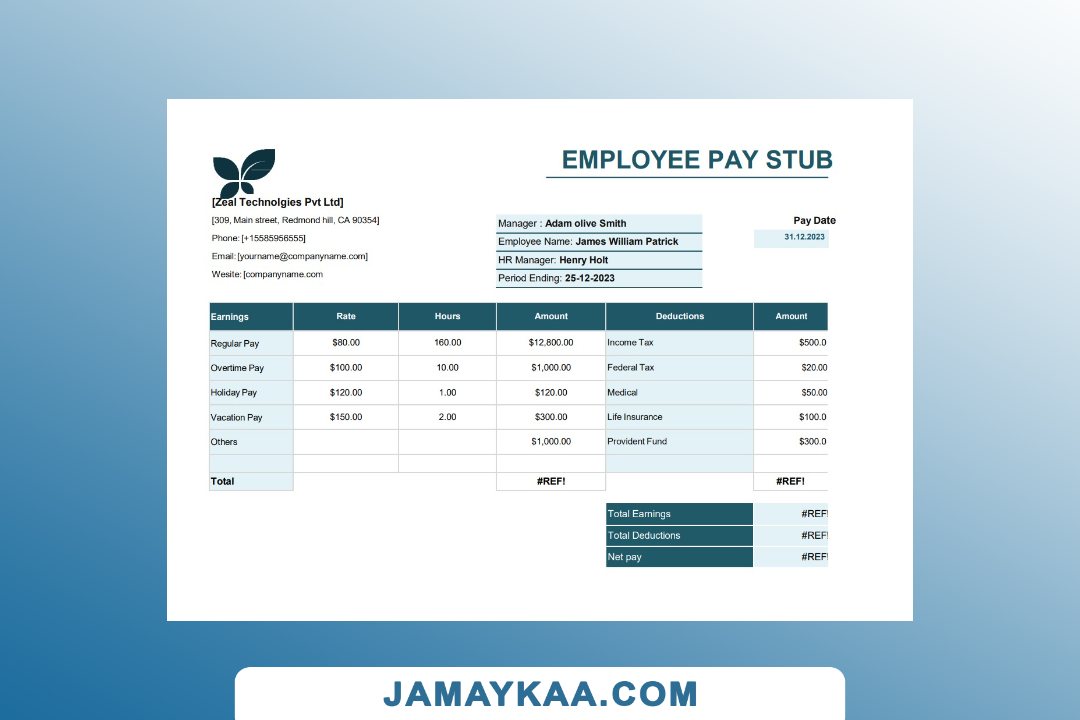 EMPLOYEE PAY STUB
[Zeal Technolgies Pvt Ltd]
[309, Main street, Redmond hill, CA 90354]
Phone: [+15585956555]
Email: [yourname@companyname.com]
Wesite: [companyname.com
Manager : Adam olive Smith
Employee Name: James William Patrick
HR Manager: Henry Holt
Period Ending: 25-12-2023
Pay Date
31.12.2023
Earnings Rate Hours Amount Deductions Amount
Regular Pay $80.00 160.00 $12,800.00 Income Tax $500.0
Overtime Pay $100.00 10.00 $1,000.00 Federal Tax $20.00
Holiday Pay $120.00 1.00 $120.00 Medical $50.00
Vacation Pay $150.00 2.00 $300.00 Life Insurance $100.0
Others $1,000.00 Provident Fund $300.0
Total #REF! #REF!
Total Earnings #REF!
Total Deductions #REF!
Net pay #REF!
JAMAYKAA.COM